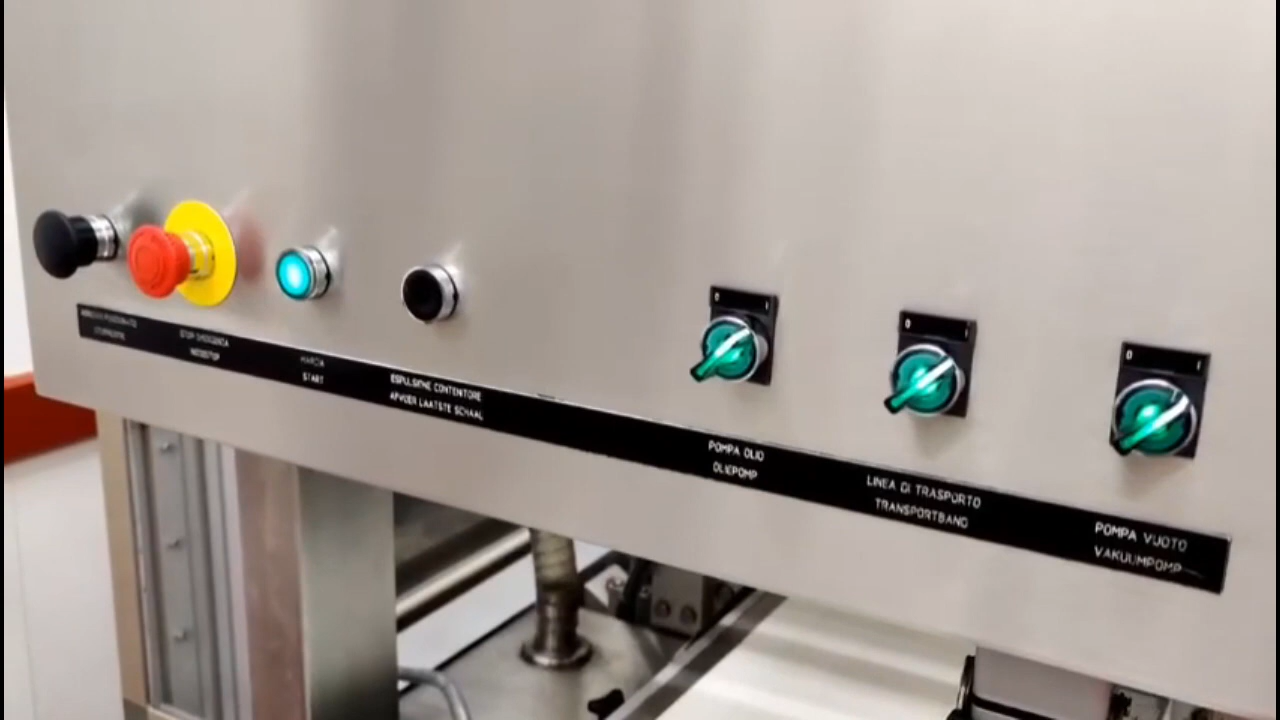 STOP EMERGENZA
NOODSTOP
MARCIA
START
ESPULSIONE CONTENITORE
AFVOER LAATSTE SCHAAL
0 I
POMPA OLIO
OLIEPOMP
0 I
LINEA DI TRASPORTO
TRANSPORTBAND
0 I
POMPA VUOTO
VAKUUMPOMP